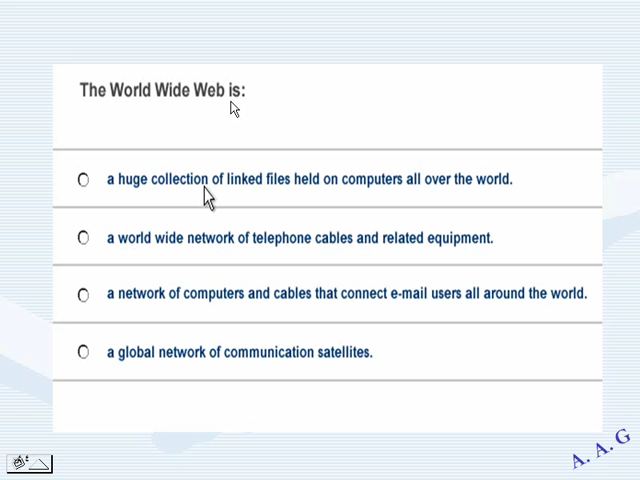 The World Wide Web is:
a huge collection of linked files held on computers all over the world.
a world wide network of telephone cables and related equipment.
a network of computers and cables that connect e-mail users all around the world.
a global network of communication satellites.
A. A. G